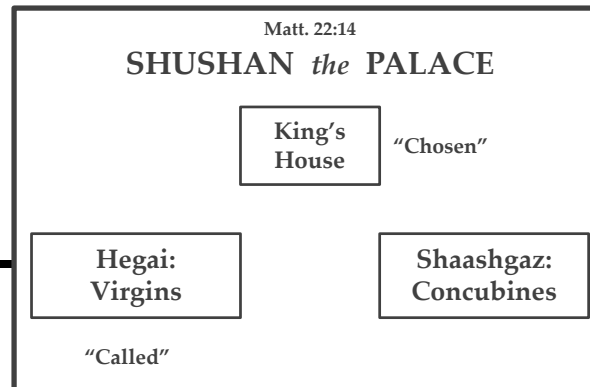 Matt. 22:14
SHUSHAN the PALACE
King’s
House
“Chosen”
Hegai:
Virgins
Shaashgaz:
Concubines
“Called”